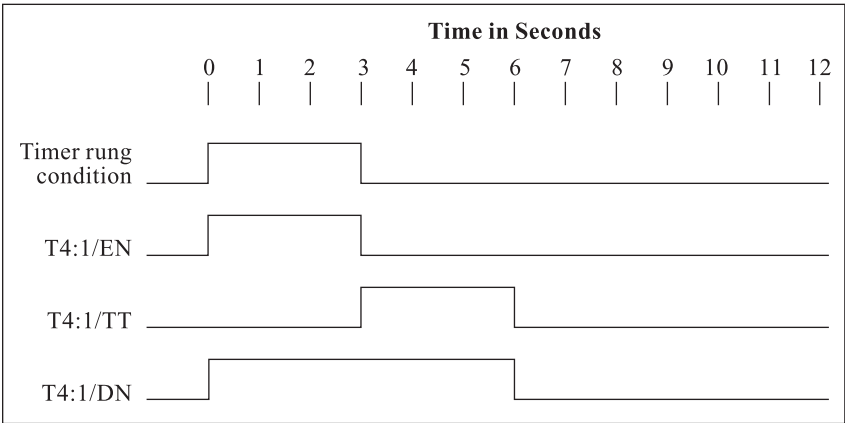 Time in Seconds
0 1 2 3 4 5 6 7 8 9 10 11 12
Timer rung
condition
T4:1/EN
T4:1/TT
T4:1/DN